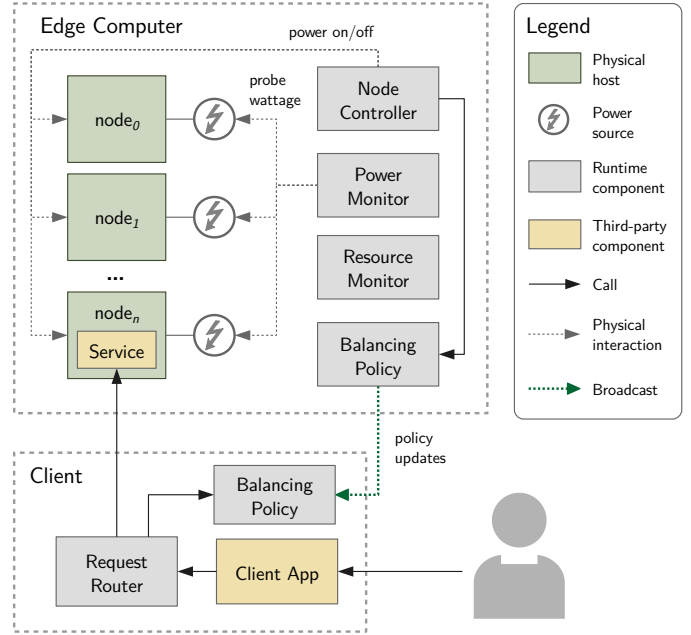 Edge Computer
power on/off
node0
probe
wattage
Node
Controller
node1
Power
Monitor
...
Resource
Monitor
noden
Service
Balancing
Policy
policy
updates
Client
Balancing
Policy
Request
Router
Client App
Legend
Physical
host
Power
source
Runtime
component
Third-party
component
Call
Physical
interaction
Broadcast